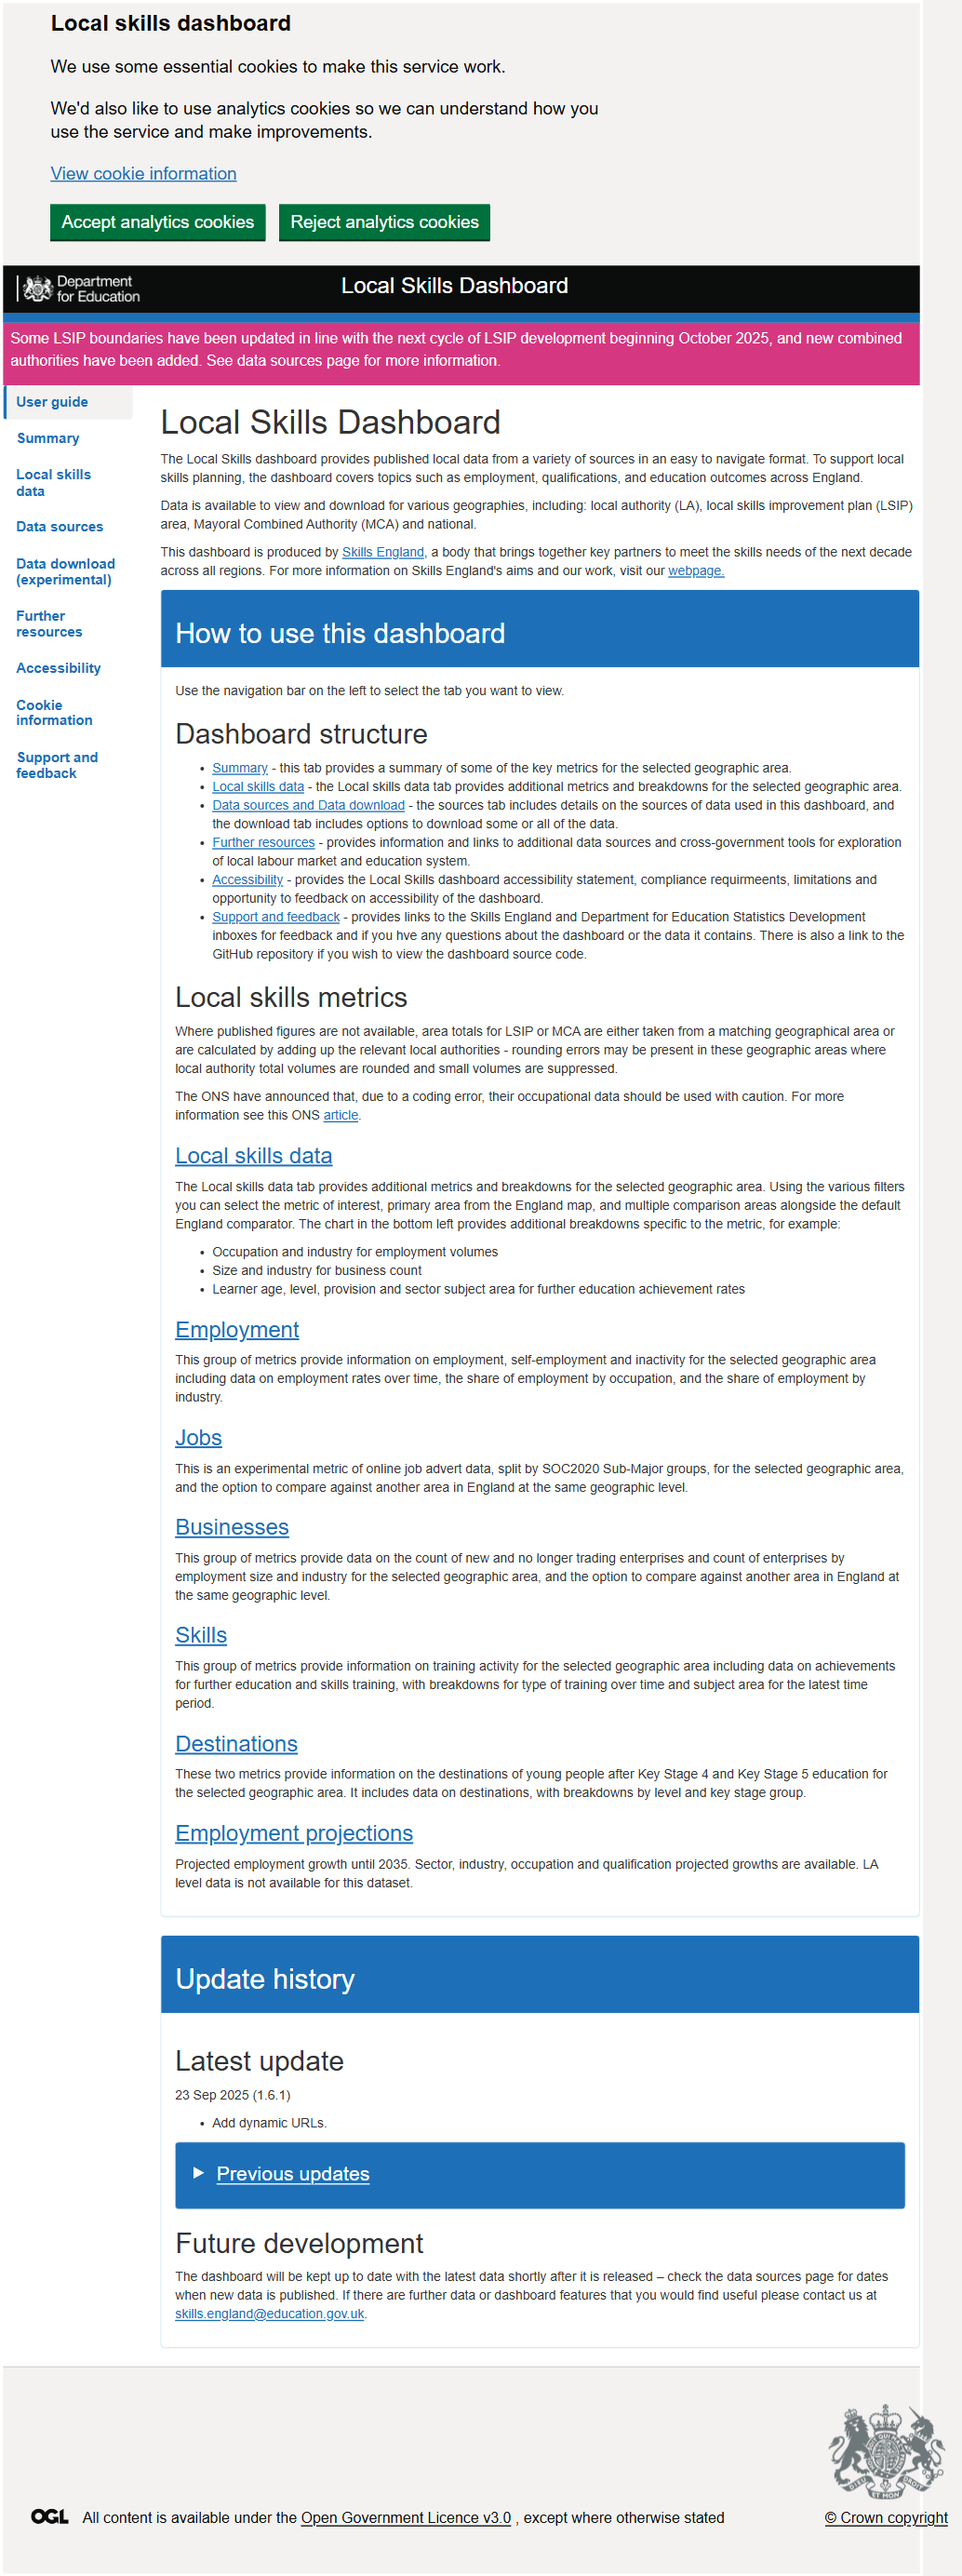 Local skills dashboard
We use some essential cookies to make this service work.
We'd also like to use analytics cookies so we can understand how you
use the service and make improvements.
View cookie information
Accept analytics cookies
Reject analytics cookies
Department
for Education
Local Skills Dashboard
Some LSIP boundaries have been updated in line with the next cycle of LSIP development beginning October 2025, and new combined
authorities have been added. See data sources page for more information.
User guide
Summary
Local skills
data
Data sources
Data download
(experimental)
Further
resources
Accessibility
Cookie
information
Support and
feedback
Local Skills Dashboard
The Local Skills dashboard provides published local data from a variety of sources in an easy to navigate format. To support local
skills planning, the dashboard covers topics such as employment, qualifications, and education outcomes across England.
Data is available to view and download for various geographies, including: local authority (LA), local skills improvement plan (LSIP)
area, Mayoral Combined Authority (MCA) and national.
This dashboard is produced by Skills England, a body that brings together key partners to meet the skills needs of the next decade
across all regions. For more information on Skills England's aims and our work, visit our webpage.
How to use this dashboard
Use the navigation bar on the left to select the tab you want to view.
Dashboard structure
• Summary - this tab provides a summary of some of the key metrics for the selected geographic area.
• Local skills data - the Local skills data tab provides additional metrics and breakdowns for the selected geographic area.
• Data sources and Data download - the sources tab includes details on the sources of data used in this dashboard, and
the download tab includes options to download some or all of the data.
• Further resources - provides information and links to additional data sources and cross-government tools for exploration
of local labour market and education system.
• Accessibility - provides the Local Skills dashboard accessibility statement, compliance requirmeents, limitations and
opportunity to feedback on accessibility of the dashboard.
• Support and feedback - provides links to the Skills England and Department for Education Statistics Development
inboxes for feedback and if you hve any questions about the dashboard or the data it contains. There is also a link to the
GitHub repository if you wish to view the dashboard source code.
Local skills metrics
Where published figures are not available, area totals for LSIP or MCA are either taken from a matching geographical area or
are calculated by adding up the relevant local authorities - rounding errors may be present in these geographic areas where
local authority total volumes are rounded and small volumes are suppressed.
The ONS have announced that, due to a coding error, their occupational data should be used with caution. For more
information see this ONS article.
Local skills data
The Local skills data tab provides additional metrics and breakdowns for the selected geographic area. Using the various filters
you can select the metric of interest, primary area from the England map, and multiple comparison areas alongside the default
England comparator. The chart in the bottom left provides additional breakdowns specific to the metric, for example:
• Occupation and industry for employment volumes
• Size and industry for business count
• Learner age, level, provision and sector subject area for further education achievement rates
Employment
This group of metrics provide information on employment, self-employment and inactivity for the selected geographic area
including data on employment rates over time, the share of employment by occupation, and the share of employment by
industry.
Jobs
This is an experimental metric of online job advert data, split by SOC2020 Sub-Major groups, for the selected geographic area,
and the option to compare against another area in England at the same geographic level.
Businesses
This group of metrics provide data on the count of new and no longer trading enterprises and count of enterprises by
employment size and industry for the selected geographic area, and the option to compare against another area in England at
the same geographic level.
Skills
This group of metrics provide information on training activity for the selected geographic area including data on achievements
for further education and skills training, with breakdowns for type of training over time and subject area for the latest time
period.
Destinations
These two metrics provide information on the destinations of young people after Key Stage 4 and Key Stage 5 education for
the selected geographic area. It includes data on destinations, with breakdowns by level and key stage group.
Employment projections
Projected employment growth until 2035. Sector, industry, occupation and qualification projected growths are available. LA
level data is not available for this dataset.
Update history
Latest update
23 Sep 2025 (1.6.1)
• Add dynamic URLs.
Previous updates
Future development
The dashboard will be kept up to date with the latest data shortly after it is released – check the data sources page for dates
when new data is published. If there are further data or dashboard features that you would find useful please contact us at
skills.england@education.gov.uk.
OGL All content is available under the Open Government Licence v3.0 , except where otherwise stated
© Crown copyright